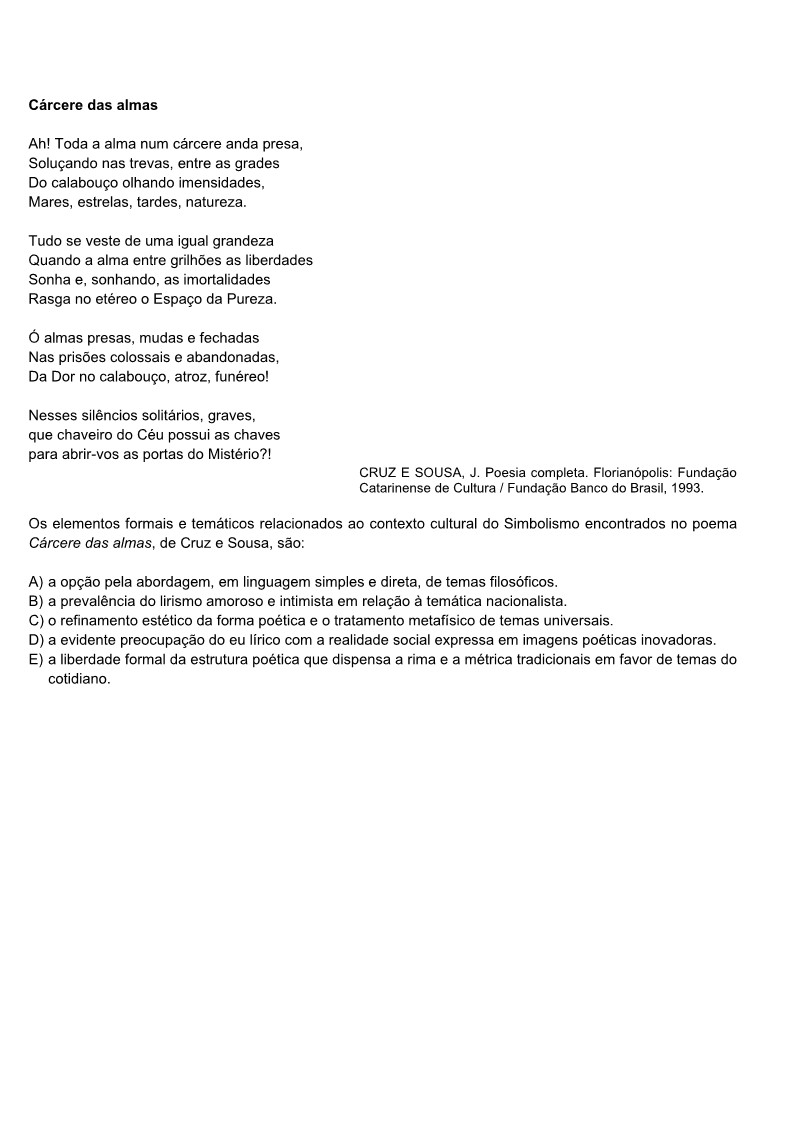 Cárcere das almas
Ah! Toda a alma num cárcere anda presa,
Soluçando nas trevas, entre as grades
Do calabouço olhando imensidades,
Mares, estrelas, tardes, natureza.
Tudo se veste de uma igual grandeza
Quando a alma entre grilhões as liberdades
Sonha e, sonhando, as imortalidades
Rasga no etéreo o Espaço da Pureza.
Ó almas presas, mudas e fechadas
Nas prisões colossais e abandonadas,
Da Dor no calabouço, atroz, funéreo!
Nesses silêncios solitários, graves,
que chaveiro do Céu possui as chaves
para abrir-vos as portas do Mistério?!
CRUZ E SOUSA, J. Poesia completa. Florianópolis: Fundação
Catarinense de Cultura / Fundação Banco do Brasil, 1993.
Os elementos formais e temáticos relacionados ao contexto cultural do Simbolismo encontrados no poema
Cárcere das almas, de Cruz e Sousa, são:
A) a opção pela abordagem, em linguagem simples e direta, de temas filosóficos.
B) a prevalência do lirismo amoroso e intimista em relação à temática nacionalista.
C) o refinamento estético da forma poética e o tratamento metafísico de temas universais.
D) a evidente preocupação do eu lírico com a realidade social expressa em imagens poéticas inovadoras.
E) a liberdade formal da estrutura poética que dispensa a rima e a métrica tradicionais em favor de temas do
cotidiano.